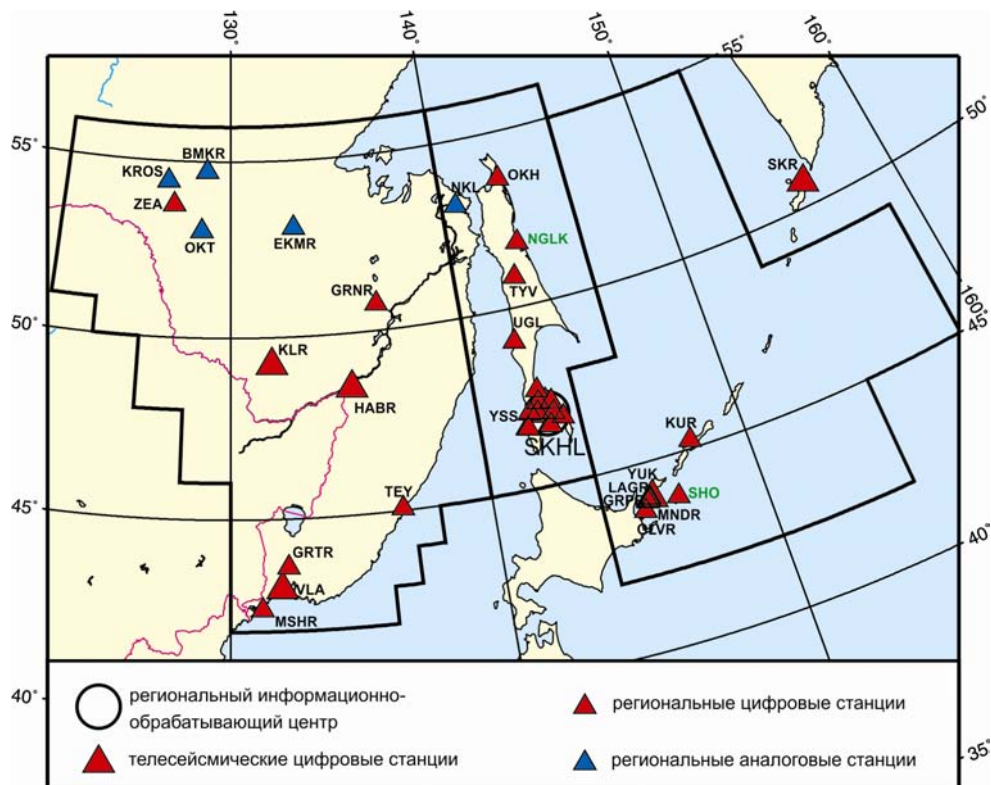 130°
140°
150°
55°
160°
55°
50°
BMKR
KROS
ZEA
OKT
EKMR
NKL
OKH
SKR
NGLK
TYV
GRNR
UGL
50°
160°
45°
KLR
HABR
YSS
SKHL
KUR
YUK
LAGR
SHO
GRPR
MNDR
GLVR
TEY
45°
40°
GRTR
VLA
MSHR
40°
35°
региональный информационно-
обрабатывающий центр
телесейсмические цифровые станции
региональные цифровые станции
региональные аналоговые станции